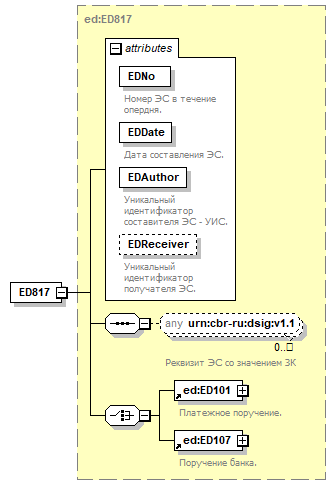 ed:ED817
attributes
EDNo
Номер ЭС в течение
опердня.
EDDate
Дата составления ЭС.
EDAuthor
Уникальный
идентификатор
составителя ЭС - УИС.
EDReceiver
Уникальный
идентификатор
получателя ЭС.
ED817
any urn:cbr-ru:dsig:v1.1
0..
Реквизит ЭС со значением ЗК
ed:ED101
Платежное поручение.
ed:ED107
Поручение банка.